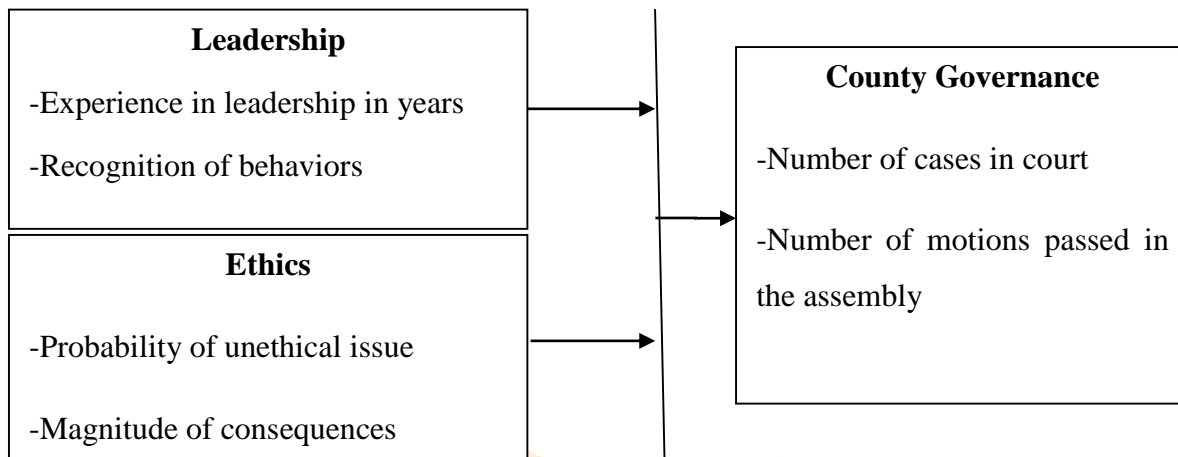 Leadership
-Experience in leadership in years
-Recognition of behaviors
Ethics
-Probability of unethical issue
-Magnitude of consequences
County Governance
-Number of cases in court
-Number of motions passed in
the assembly